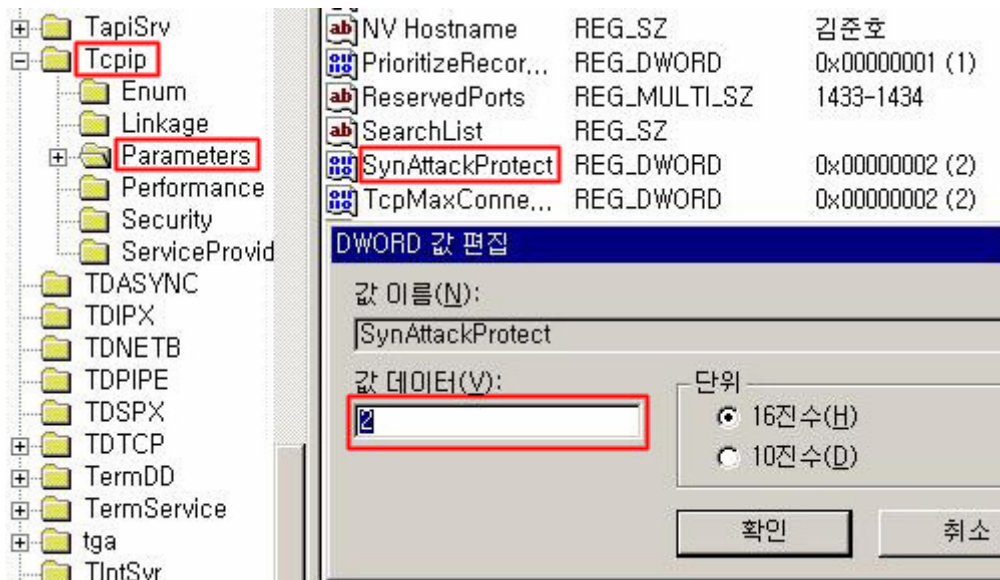 TapiSrv
Tcpip
Enum
Linkage
Parameters
Performance
Security
ServiceProvid
TDASYNC
TDIPX
TDNETB
TDPIPE
TDSPX
TDTCP
TermDD
TermService
tga
TlntSvr
NV Hostname REG_SZ 김준호
PrioritizeRecor... REG_DWORD 0x00000001 (1)
ReservedPorts REG_MULTI_SZ 1433-1434
SearchList REG_SZ
SynAttackProtect REG_DWORD 0x00000002 (2)
TcpMaxConne... REG_DWORD 0x00000002 (2)
DWORD 값 편집
값 이름(N):
SynAttackProtect
값 데이터(V):
2
단위
16진수(H)
10진수(D)
확인 취소